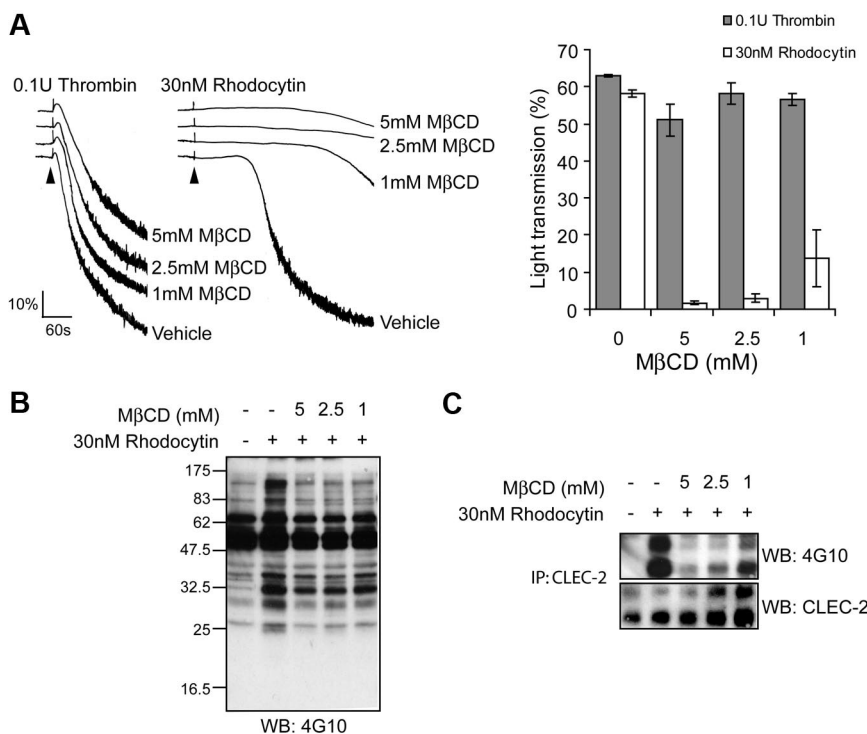 A
0.1U Thrombin
30nM Rhodocytin
5mM MβCD
2.5mM MβCD
1mM MβCD
Vehicle
10%
60s
5mM MβCD
2.5mM MβCD
1mM MβCD
Vehicle
0.1U Thrombin
30nM Rhodocytin
Light transmission (%)
70
60
50
40
30
20
10
0
0 5 2.5 1
MβCD (mM)
B
MβCD (mM) - - 5 2.5 1
30nM Rhodocytin - + + + +
175
83
62
47.5
32.5
25
16.5
WB: 4G10
C
MβCD (mM) - - 5 2.5 1
30nM Rhodocytin - + + + +
IP: CLEC-2
WB: 4G10
WB: CLEC-2